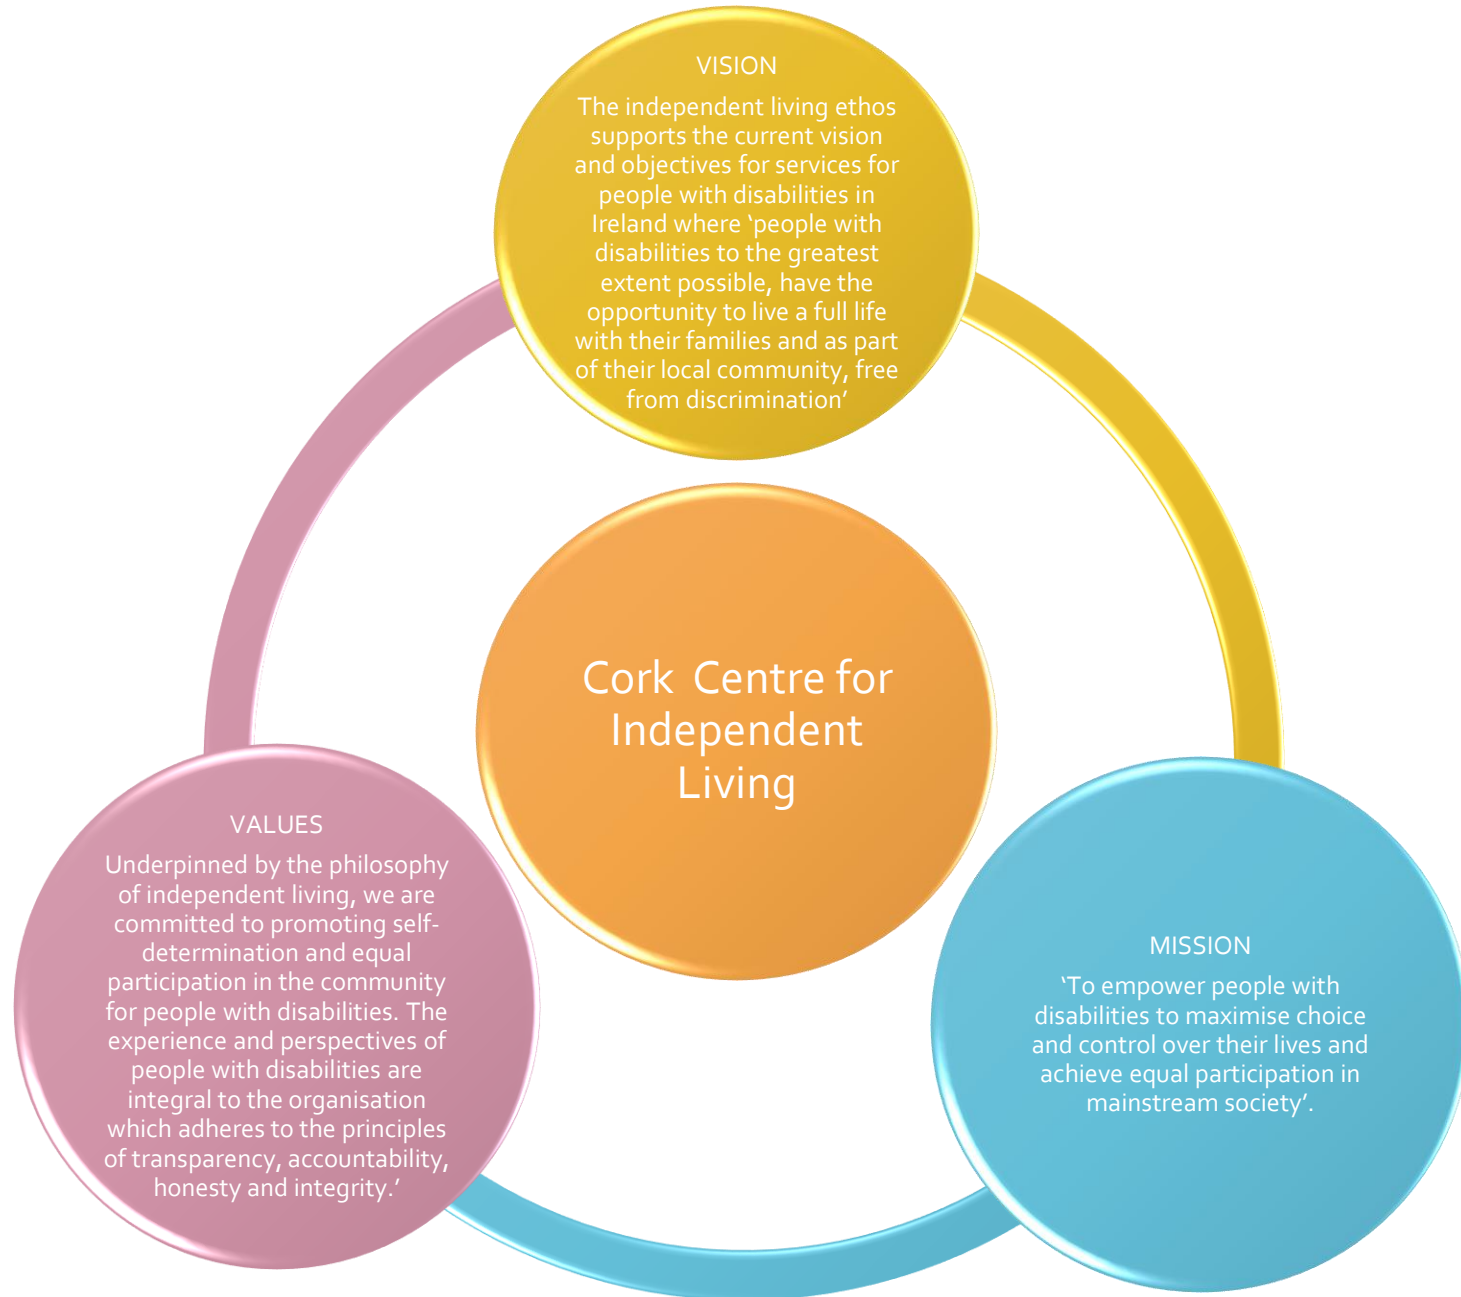 VISION
The independent living ethos
supports the current vision
and objectives for services for
people with disabilities in
Ireland where ‘people with
disabilities to the greatest
extent possible, have the
opportunity to live a full life
with their families and as part
of their local community, free
from discrimination’
Cork  Centre for
Independent
Living
VALUES
Underpinned by the philosophy
of independent living, we are
committed to promoting self-
determination and equal
participation in the community
for people with disabilities. The
experience and perspectives of
people with disabilities are
integral to the organisation
which adheres to the principles
of transparency, accountability,
honesty and integrity.’
MISSION
‘To empower people with
disabilities to maximise choice
and control over their lives and
achieve equal participation in
mainstream society’.